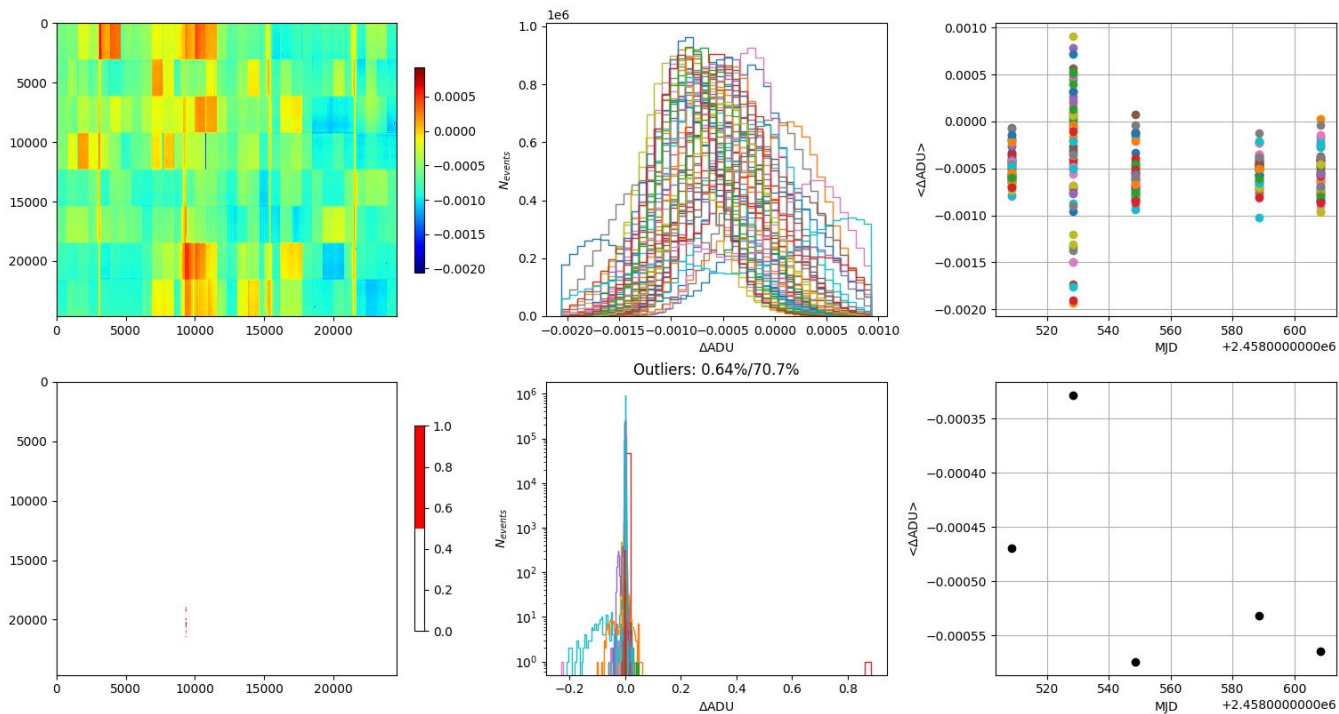 0
5000
10000
15000
20000
0 5000 10000 15000 20000
0.0005
0.0000
−0.0005
−0.0010
−0.0015
−0.0020
1e6
1.0
0.8
0.6
0.4
0.2
0.0
N_events
−0.0020 −0.0015 −0.0010 −0.0005 0.0000 0.0005 0.0010
ΔADU
0.0010
0.0005
0.0000
−0.0005
−0.0010
−0.0015
−0.0020
<ΔADU>
520 540 560 580 600
MJD +2.4580000000e6
0
5000
10000
15000
20000
0 5000 10000 15000 20000
1.0
0.8
0.6
0.4
0.2
0.0
Outliers: 0.64%/70.7%
10^6
10^5
10^4
10^3
10^2
10^1
10^0
N_events
−0.2 0.0 0.2 0.4 0.6 0.8
ΔADU
−0.00035
−0.00040
−0.00045
−0.00050
−0.00055
<ΔADU>
520 540 560 580 600
MJD +2.4580000000e6